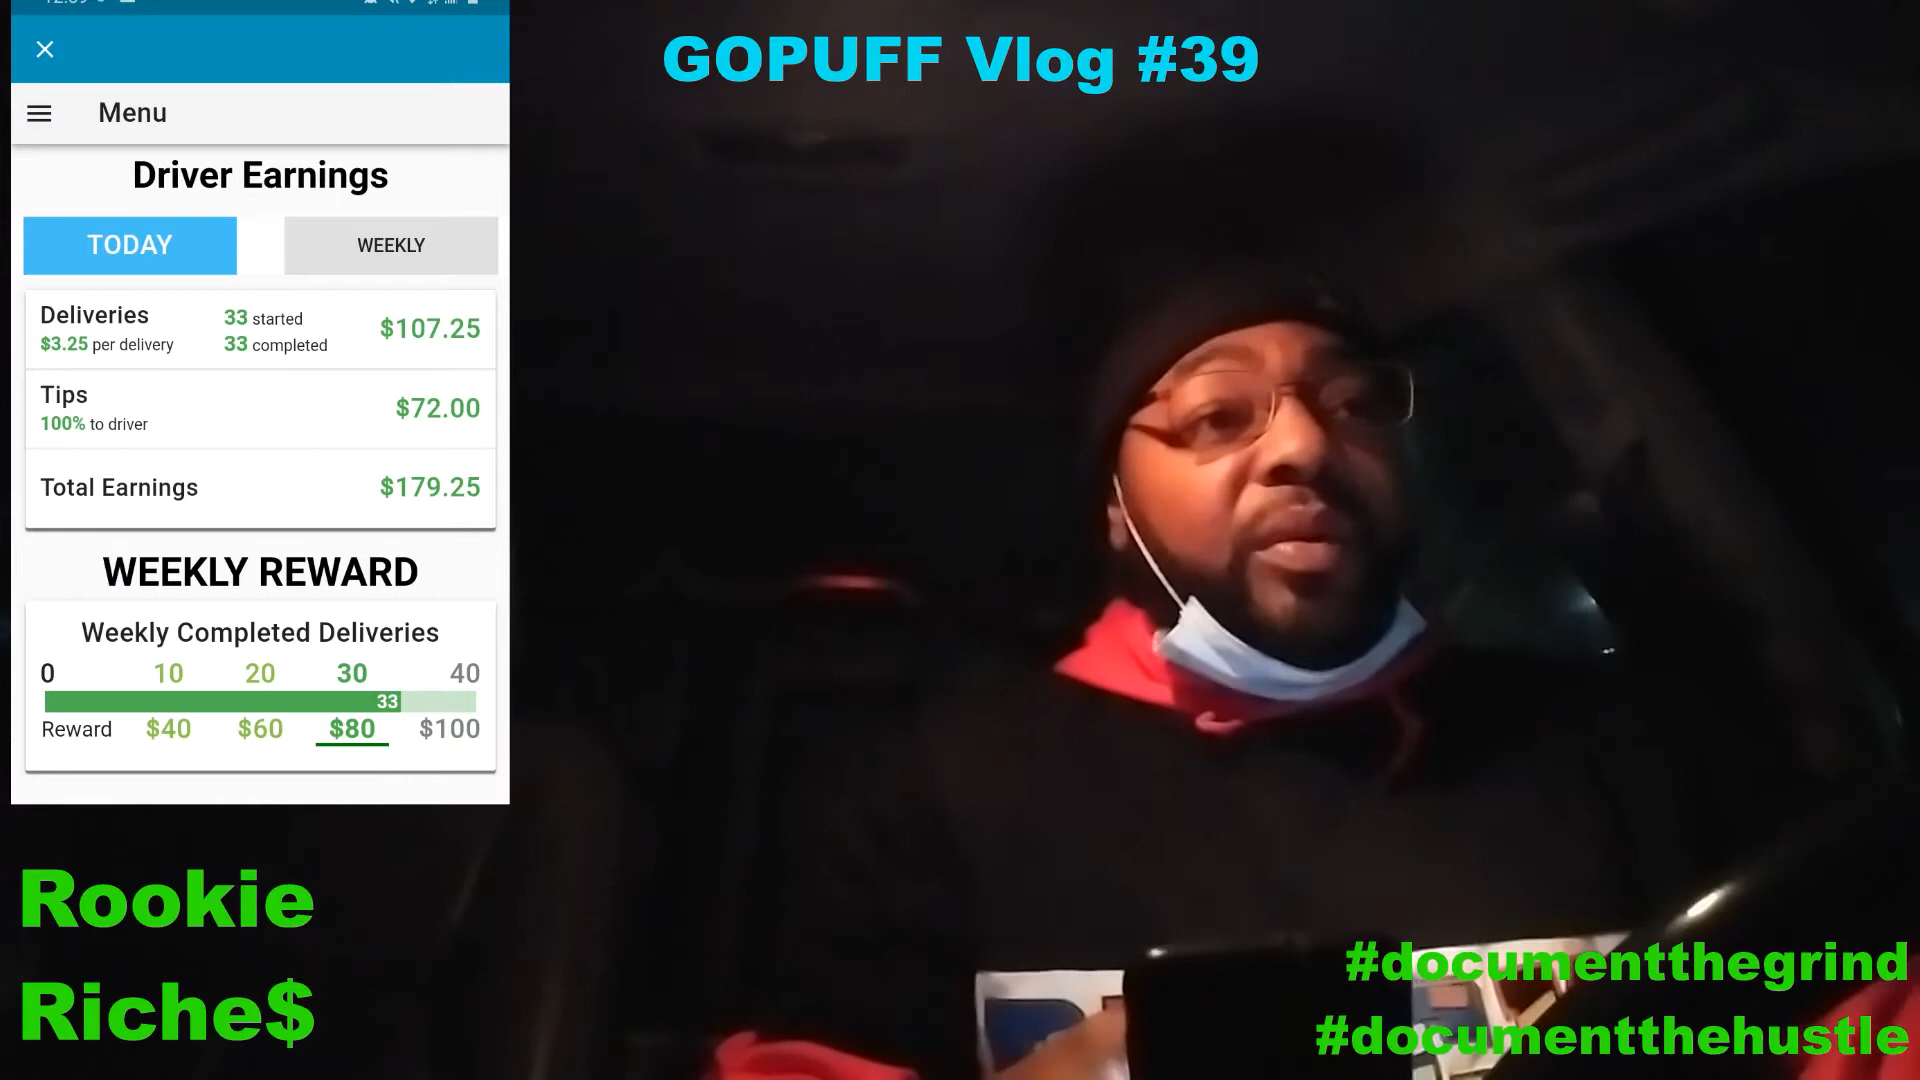 GOPUFF Vlog #39
Menu
Driver Earnings
TODAY
WEEKLY
Deliveries
33 started
$107.25
$3.25 per delivery
33 completed
Tips
$72.00
100% to driver
Total Earnings
$179.25
WEEKLY REWARD
Weekly Completed Deliveries
0 10 20 30 40
33
Reward $40 $60 $80 $100
Rookie
Riche$
#documentthegrind
#documentthehustle